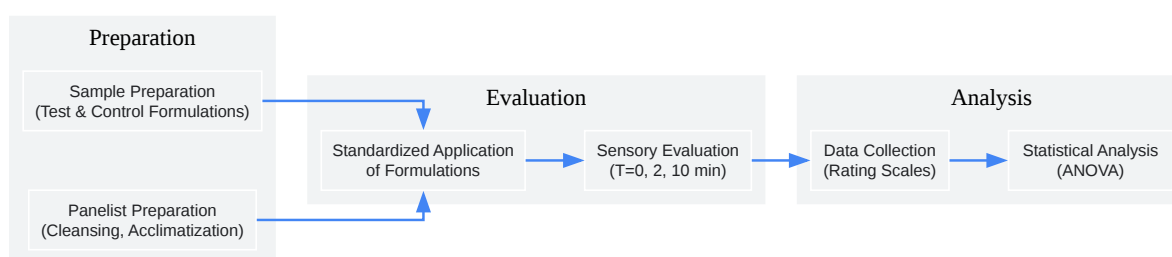 Preparation
Sample Preparation
(Test & Control Formulations)
Panelist Preparation
(Cleansing, Acclimatization)
Evaluation
Standardized Application
of Formulations
Sensory Evaluation
(T=0, 2, 10 min)
Analysis
Data Collection
(Rating Scales)
Statistical Analysis
(ANOVA)